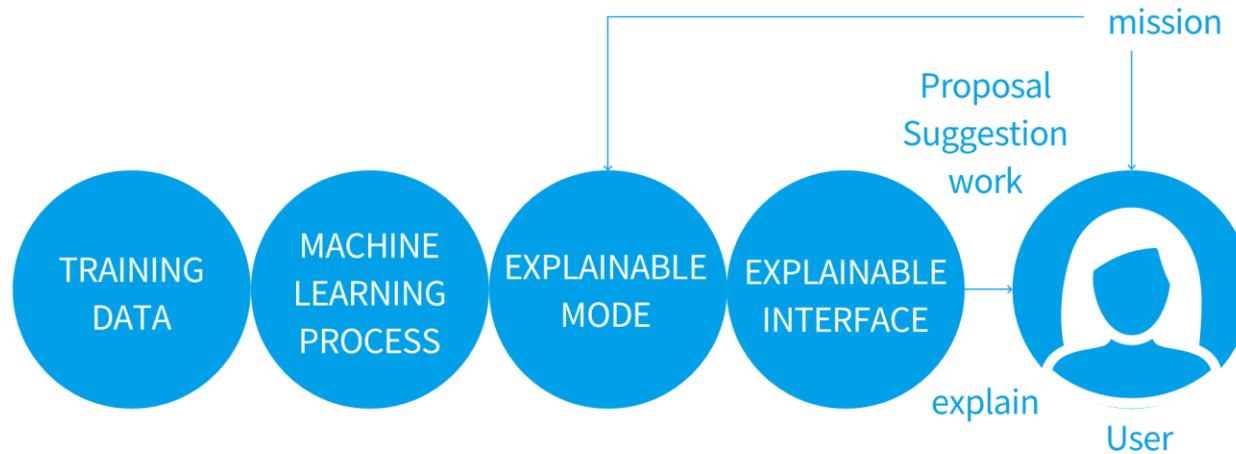 mission
Proposal
Suggestion
work
TRAINING
DATA
MACHINE
LEARNING
PROCESS
EXPLAINABLE
MODE
EXPLAINABLE
INTERFACE
explain
User